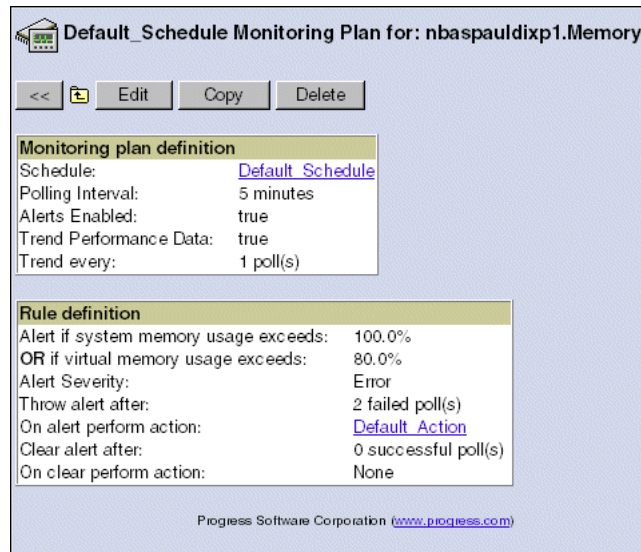 Default_Schedule Monitoring Plan for: nbaspauldixp1.Memory
<< Edit Copy Delete
Monitoring plan definition
Schedule: Default_Schedule
Polling Interval: 5 minutes
Alerts Enabled: true
Trend Performance Data: true
Trend every: 1 poll(s)
Rule definition
Alert if system memory usage exceeds: 100.0%
OR if virtual memory usage exceeds: 80.0%
Alert Severity: Error
Throw alert after: 2 failed poll(s)
On alert perform action: Default_Action
Clear alert after: 0 successful poll(s)
On clear perform action: None
Progress Software Corporation (www.progress.com)